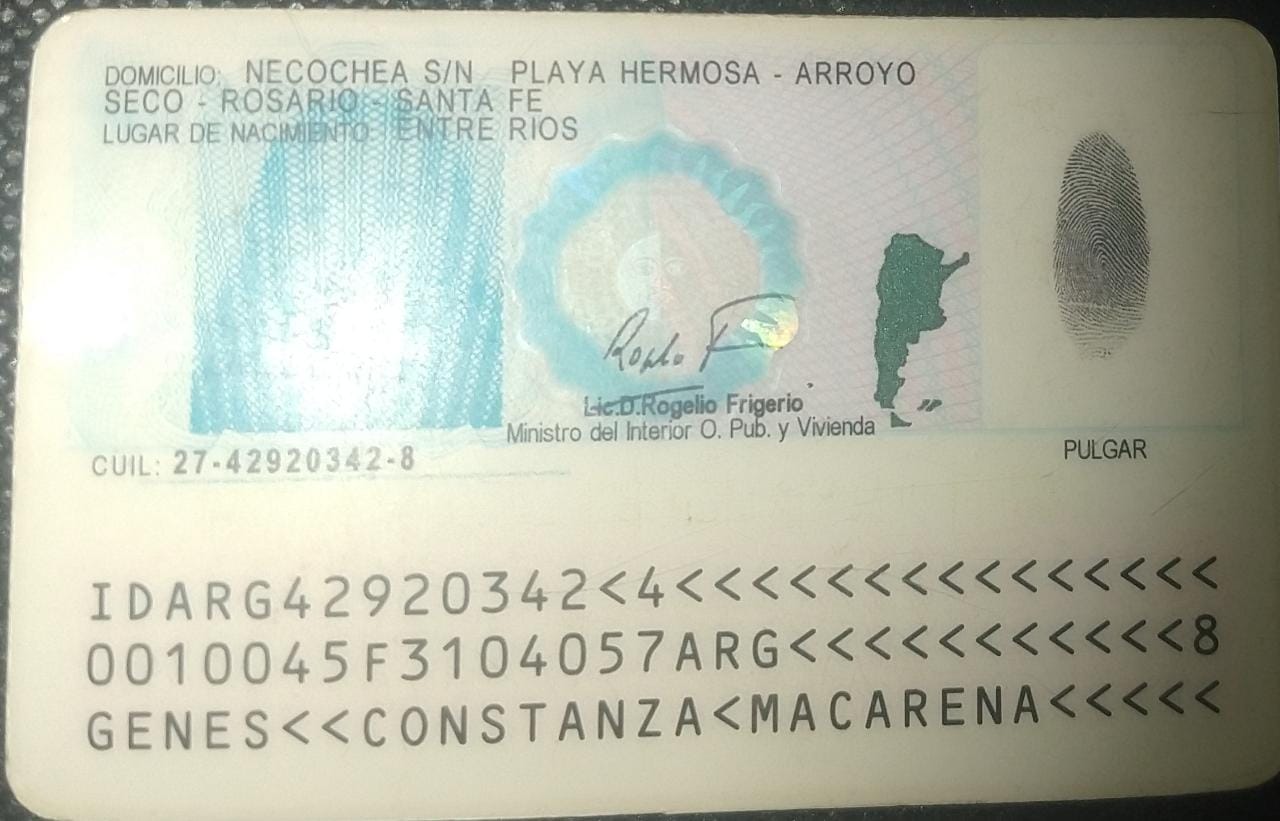 DOMICILIO: NECOCHEA S/N PLAYA HERMOSA - ARROYO
SECO - ROSARIO - SANTA FE
LUGAR DE NACIMIENTO ENTRE RIOS
Lic.D.Rogelio Frigerio
Ministro del Interior O. Pub. y Vivienda
PULGAR
CUIL: 27-42920342-8
IDARG42920342<4<<<<<<<<<<<<<<<
0010045F3104057ARG<<<<<<<<<<<8
GENES<<CONSTANZA<MACARENA<<<<<